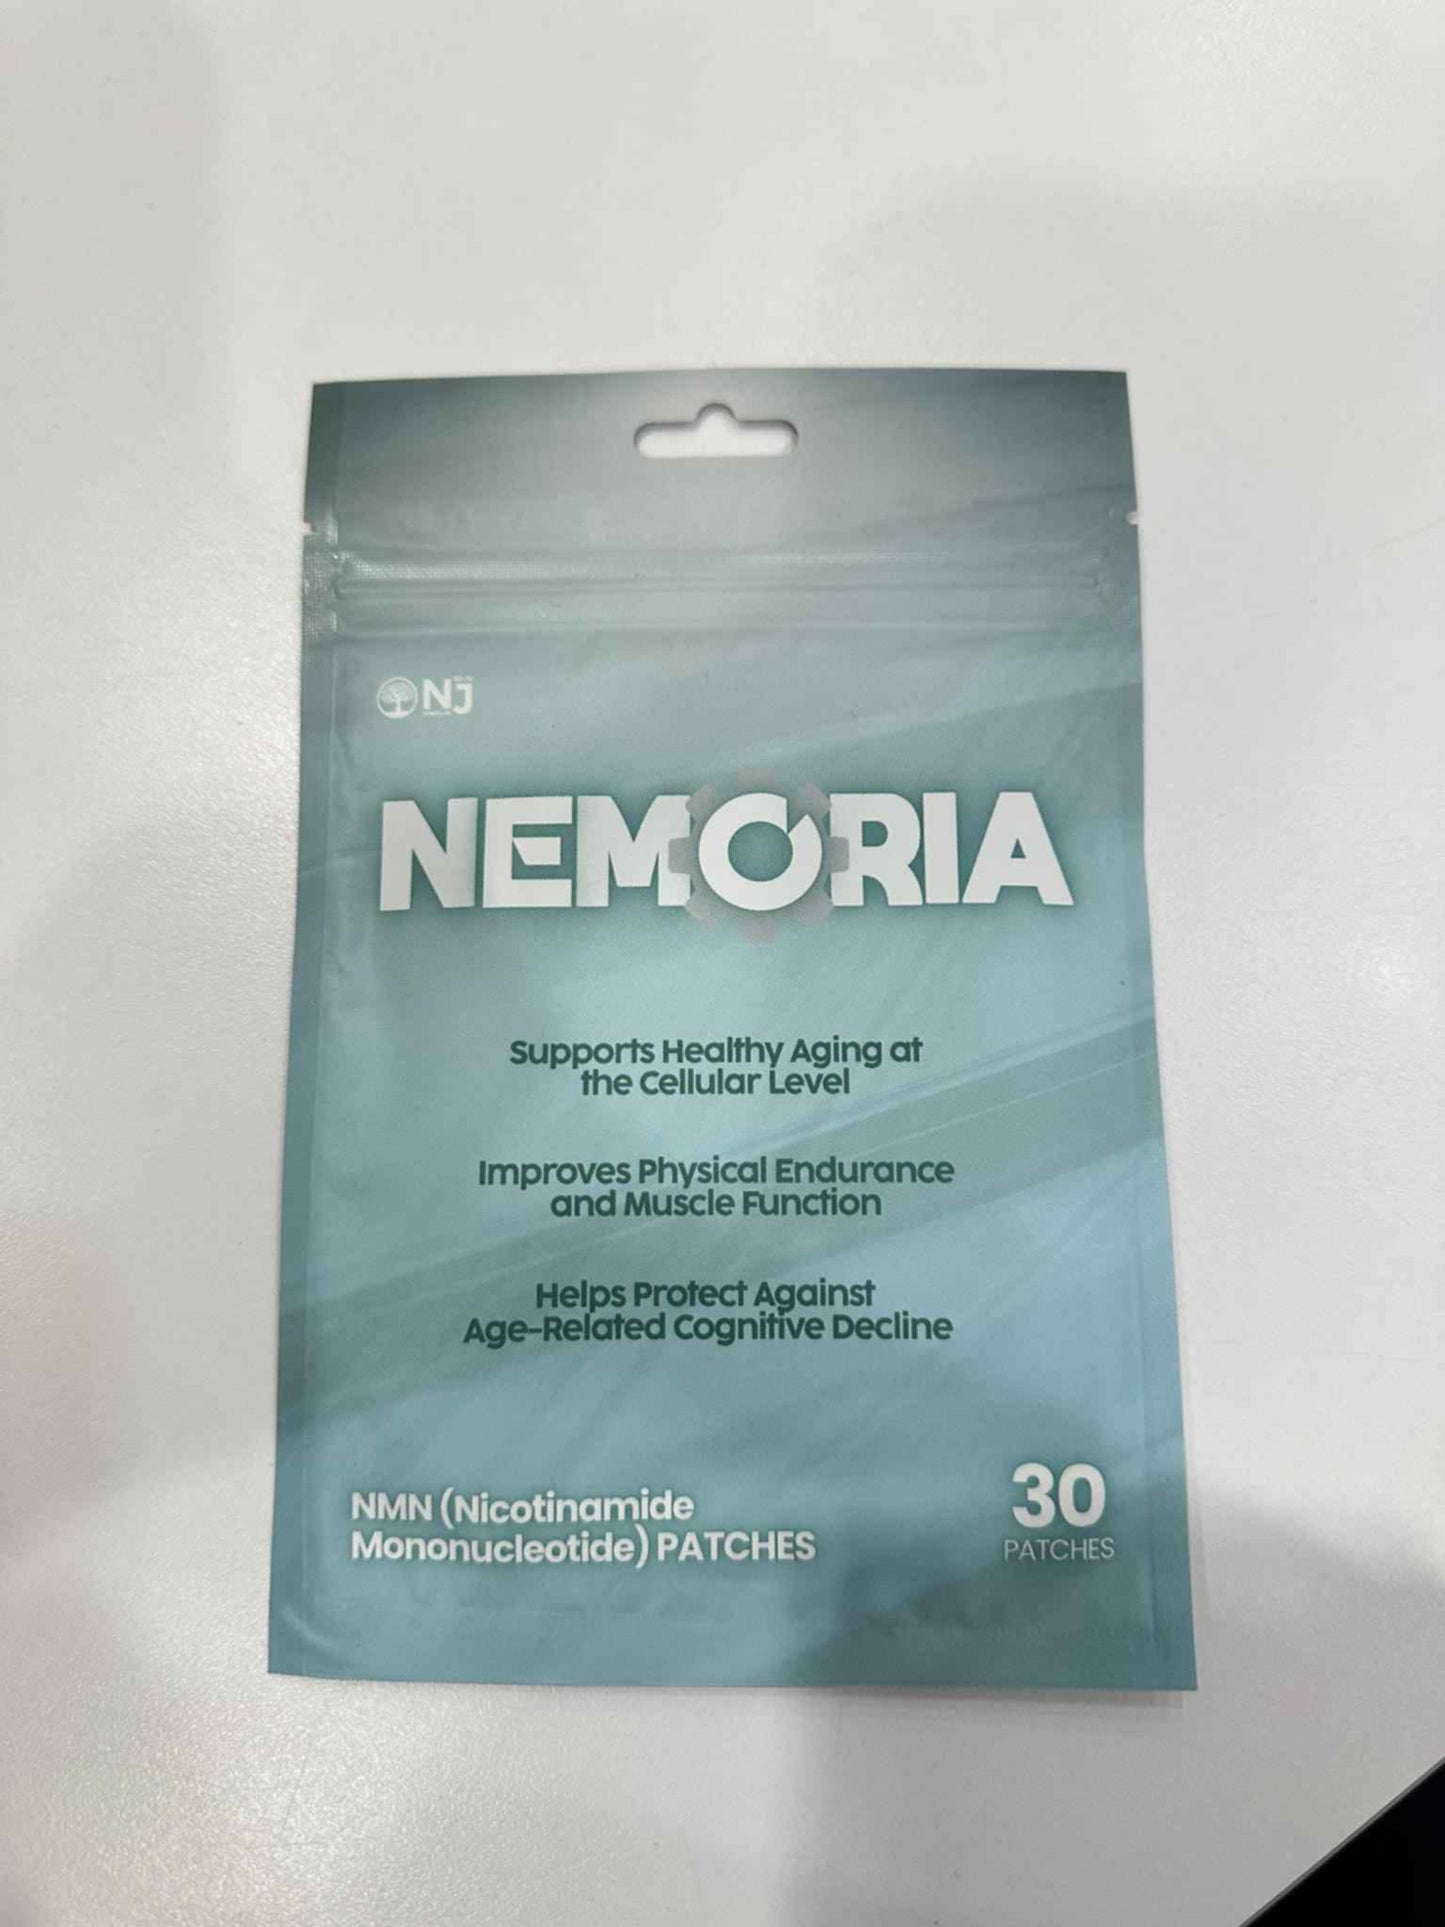 NJ
NEMORIA
Supports Healthy Aging at
the Cellular Level
Improves Physical Endurance
and Muscle Function
Helps Protect Against
Age-Related Cognitive Decline
NMN (Nicotinamide
Mononucleotide) PATCHES
30
PATCHES